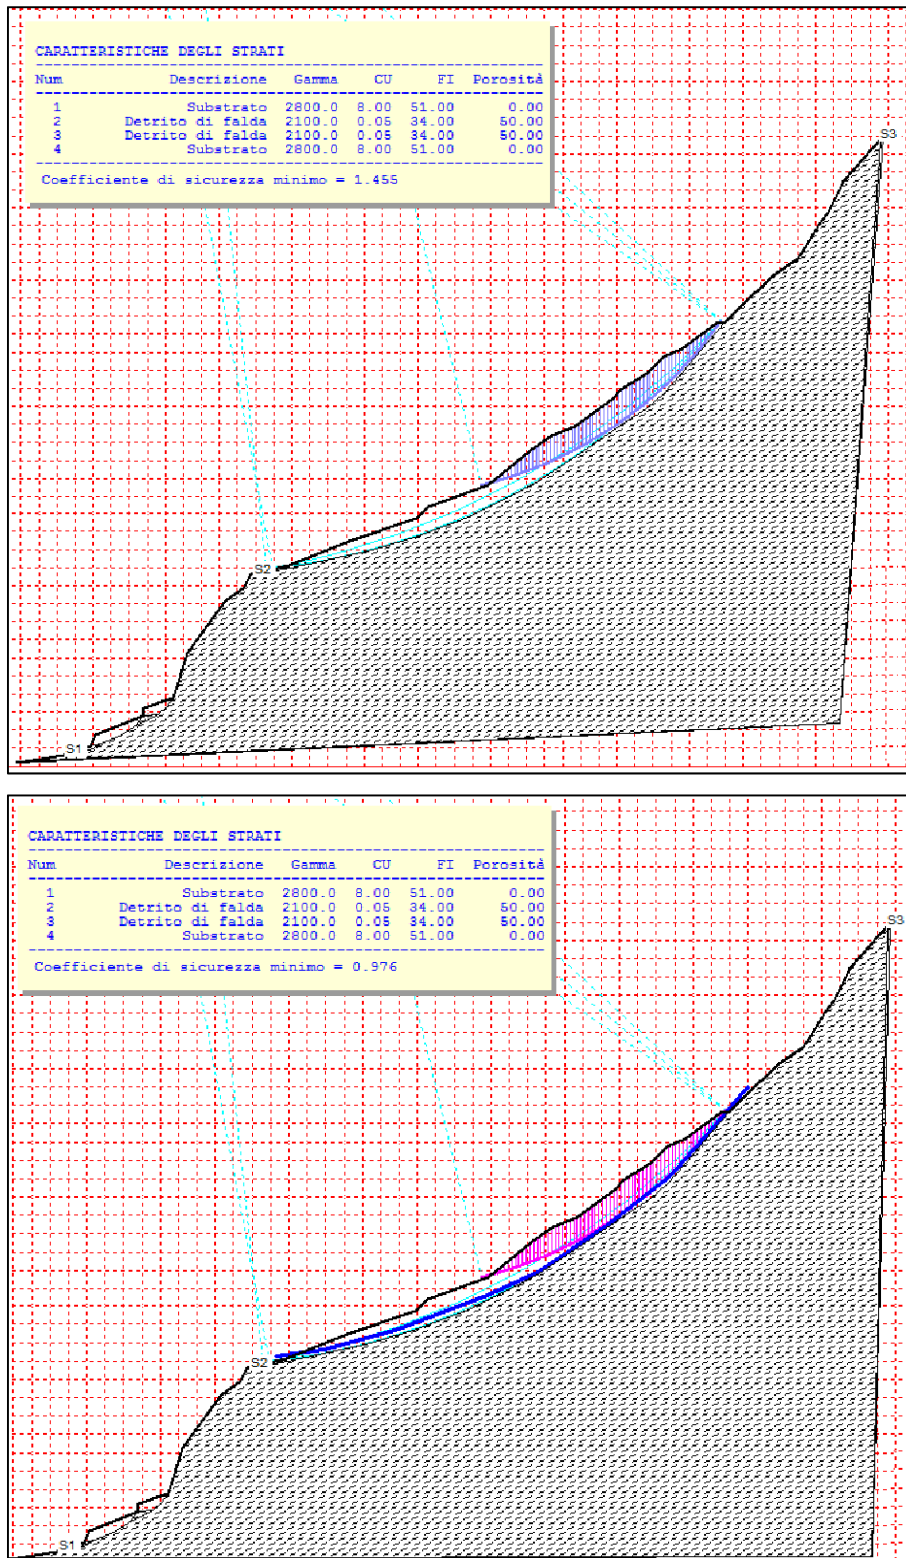 CARATTERISTICHE DEGLI STRATI
Num Descrizione Gamma CU FI Porosità
1 Substrato 2800.0 8.00 51.00 0.00
2 Detrito di falda 2100.0 0.05 34.00 50.00
3 Detrito di falda 2100.0 0.05 34.00 50.00
4 Substrato 2800.0 8.00 51.00 0.00
Coefficiente di sicurezza minimo = 1.455
S3
S2
S1
CARATTERISTICHE DEGLI STRATI
Num Descrizione Gamma CU FI Porosità
1 Substrato 2800.0 8.00 51.00 0.00
2 Detrito di falda 2100.0 0.05 34.00 50.00
3 Detrito di falda 2100.0 0.05 34.00 50.00
4 Substrato 2800.0 8.00 51.00 0.00
Coefficiente di sicurezza minimo = 0.976
S3
S2
S1